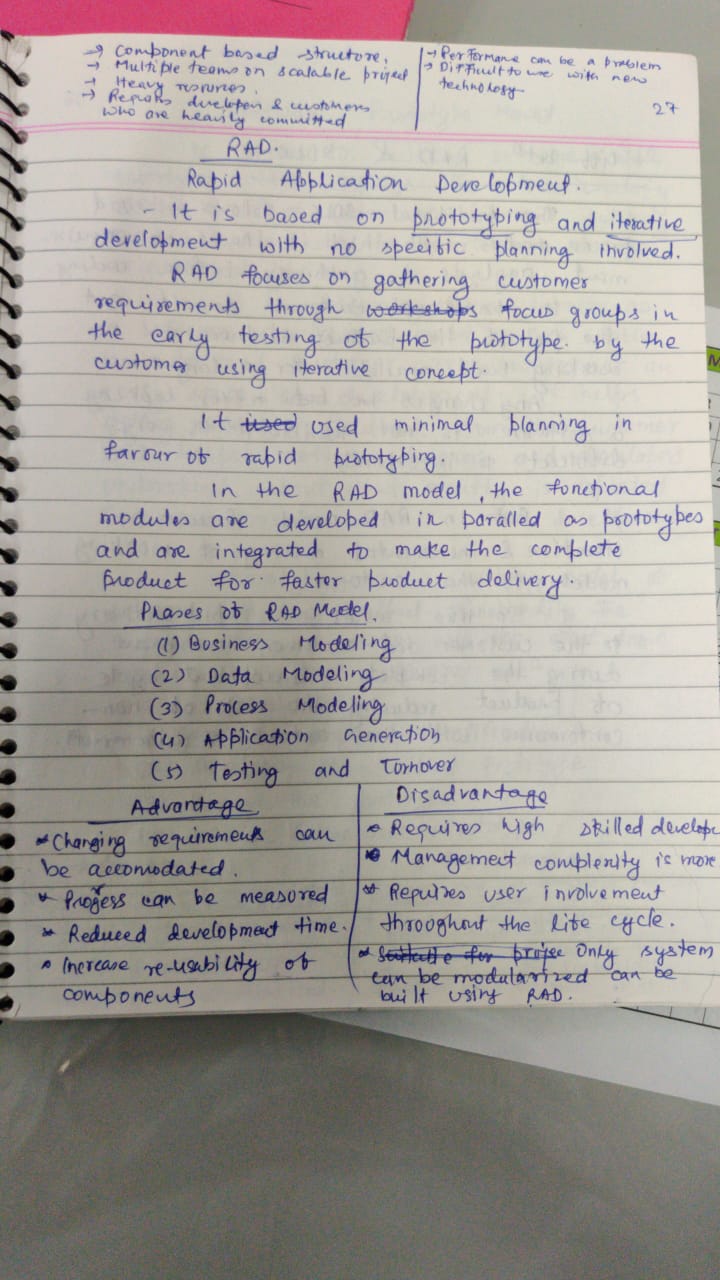 → Component based structure.
→ Multiple teams on scalable project
→ Heavy resources.
→ Requires developers & customers
who are heavily committed
→ Performance can be a problem
→ Difficult to use with new
technology
27
RAD.
Rapid Application Development.
- It is based on prototyping and iterative
development with no specific planning involved.
RAD focuses on gathering customer
requirements through workshops focus groups in
the early testing of the prototype. by the
customer using iterative concept.
It used used minimal planning in
favour of rapid prototyping.
In the RAD model, the functional
modules are developed in paralled as prototypes
and are integrated to make the complete
product for faster product delivery.
Phases of RAD Model.
(1) Business Modeling
(2) Data Modeling
(3) Process Modeling
(4) Application Generation
(5) Testing and Tornover
Advantage
* Changing requirements can
be accomodated.
* Progress can be measured
* Reduced development time.
* Increase re-usability of
components
Disadvantage
* Requires high skilled develope
* Management complexity is more
* Requires user involvement
throughout the life cycle.
* Suitable for projec Only system
can be modularized can be
built using RAD.